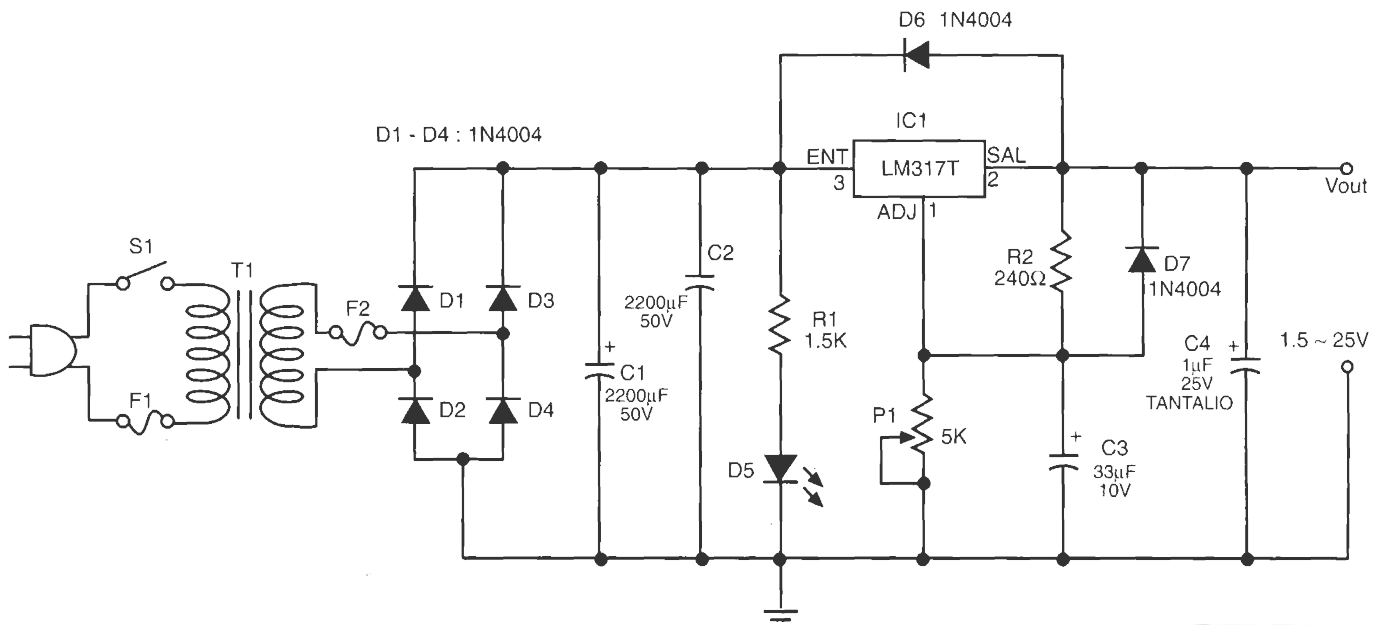 D6 1N4004
D1 - D4 : 1N4004
IC1
ENT
LM317T
SAL
3
2
ADJ
1
Vout
S1
T1
F2
D1
D3
C2
2200µF
50V
R1
1.5K
R2
240Ω
D7
1N4004
+
C1
2200µF
50V
+
C4
1µF
25V
TANTALIO
1.5 ~ 25V
F1
D2
D4
P1
5K
D5
+
C3
33µF
10V